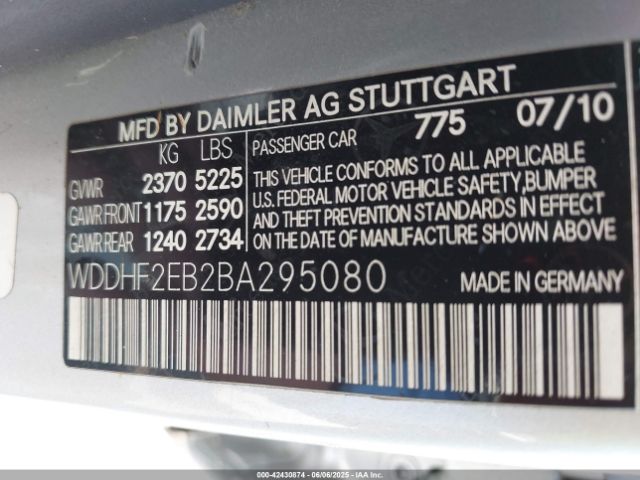 MFD BY DAIMLER AG STUTTGART
KG LBS PASSENGER CAR 775 07/10
GVWR 2370 5225
GAWR FRONT 1175 2590
GAWR REAR 1240 2734
THIS VEHICLE CONFORMS TO ALL APPLICABLE
U.S. FEDERAL MOTOR VEHICLE SAFETY,BUMPER
AND THEFT PREVENTION STANDARDS IN EFFECT
ON THE DATE OF MANUFACTURE SHOWN ABOVE.
WDDHF2EB2BA295080 MADE IN GERMANY
000-42430874 | 06/06/2025 - IAA Inc. All Rights Reserved